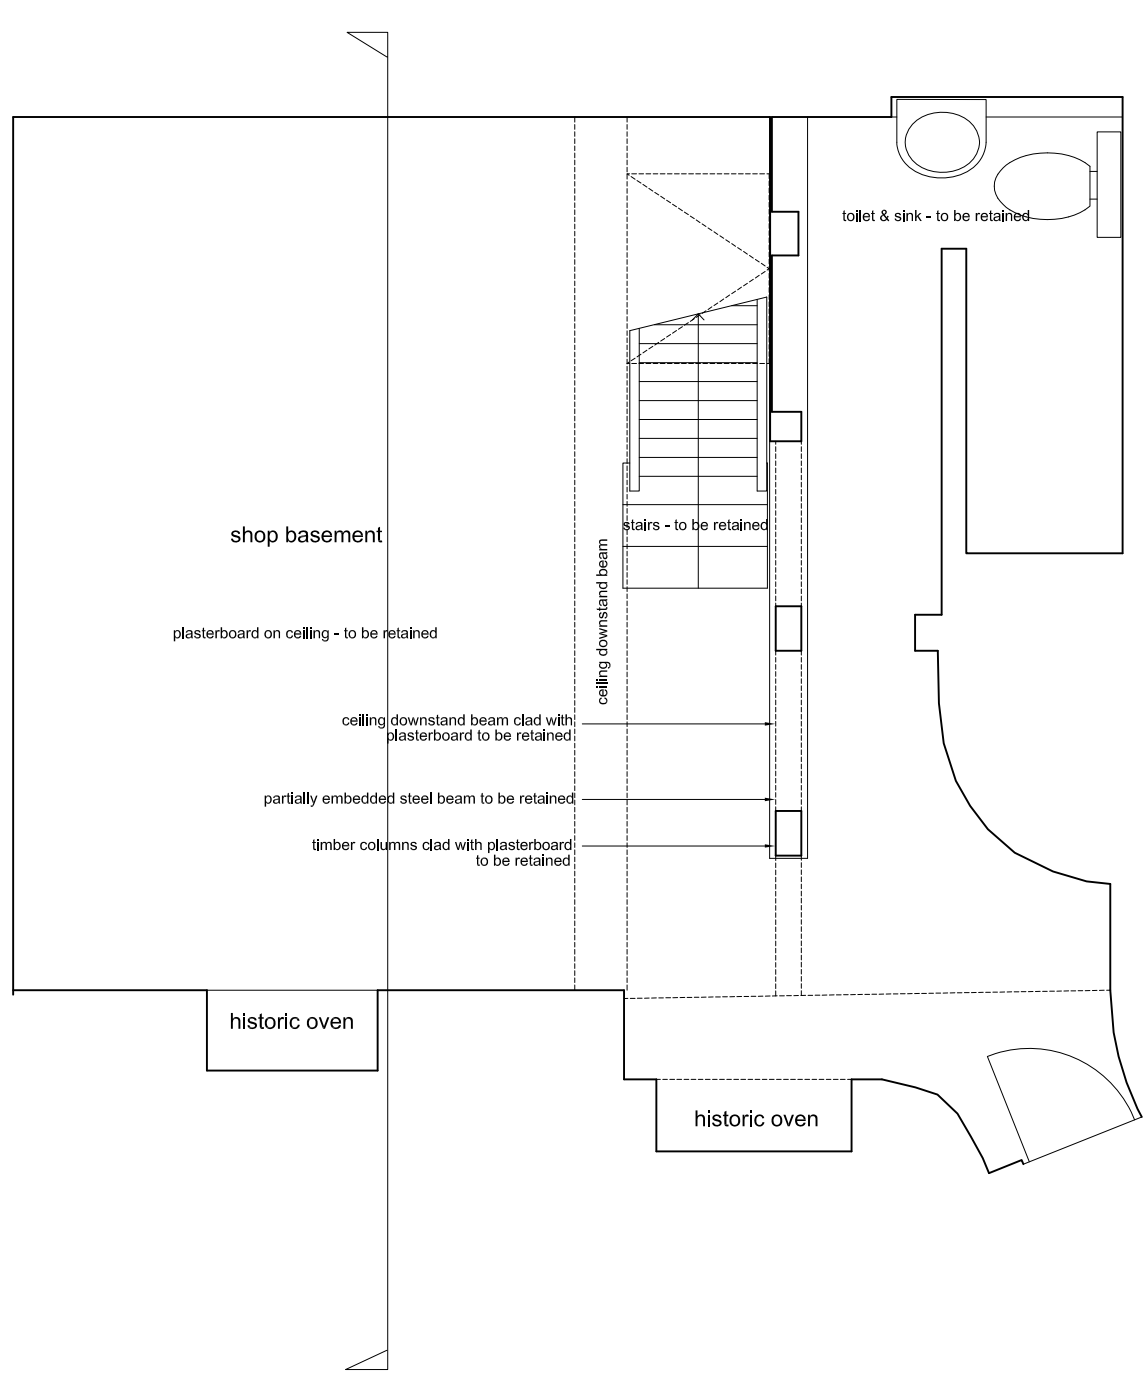 toilet & sink - to be retained
stairs - to be retained
shop basement
ceiling downstand beam
plasterboard on ceiling - to be retained
ceiling downstand beam clad with
plasterboard to be retained
partially embedded steel beam to be retained
timber columns clad with plasterboard
to be retained
historic oven
historic oven